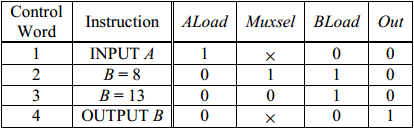 Control Word Instruction ALoad Muxsel BLoad Out
1 INPUT A 1 × 0 0
2 B = 8 0 1 1 0
3 B = 13 0 0 1 0
4 OUTPUT B 0 × 0 1